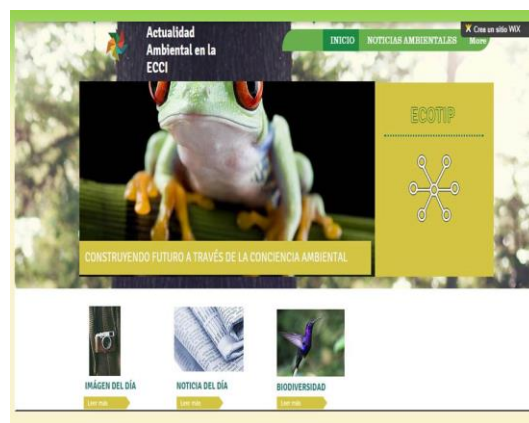 Actualidad
Ambiental en la
ECCI
INICIO NOTICIAS AMBIENTALES More
X Crea un sitio WiX
ECOTIP
CONSTRUYENDO FUTURO A TRAVÉS DE LA CONCIENCIA AMBIENTAL
IMÁGEN DEL DÍA NOTICIA DEL DÍA BIODIVERSIDAD
Leer más Leer más Leer más